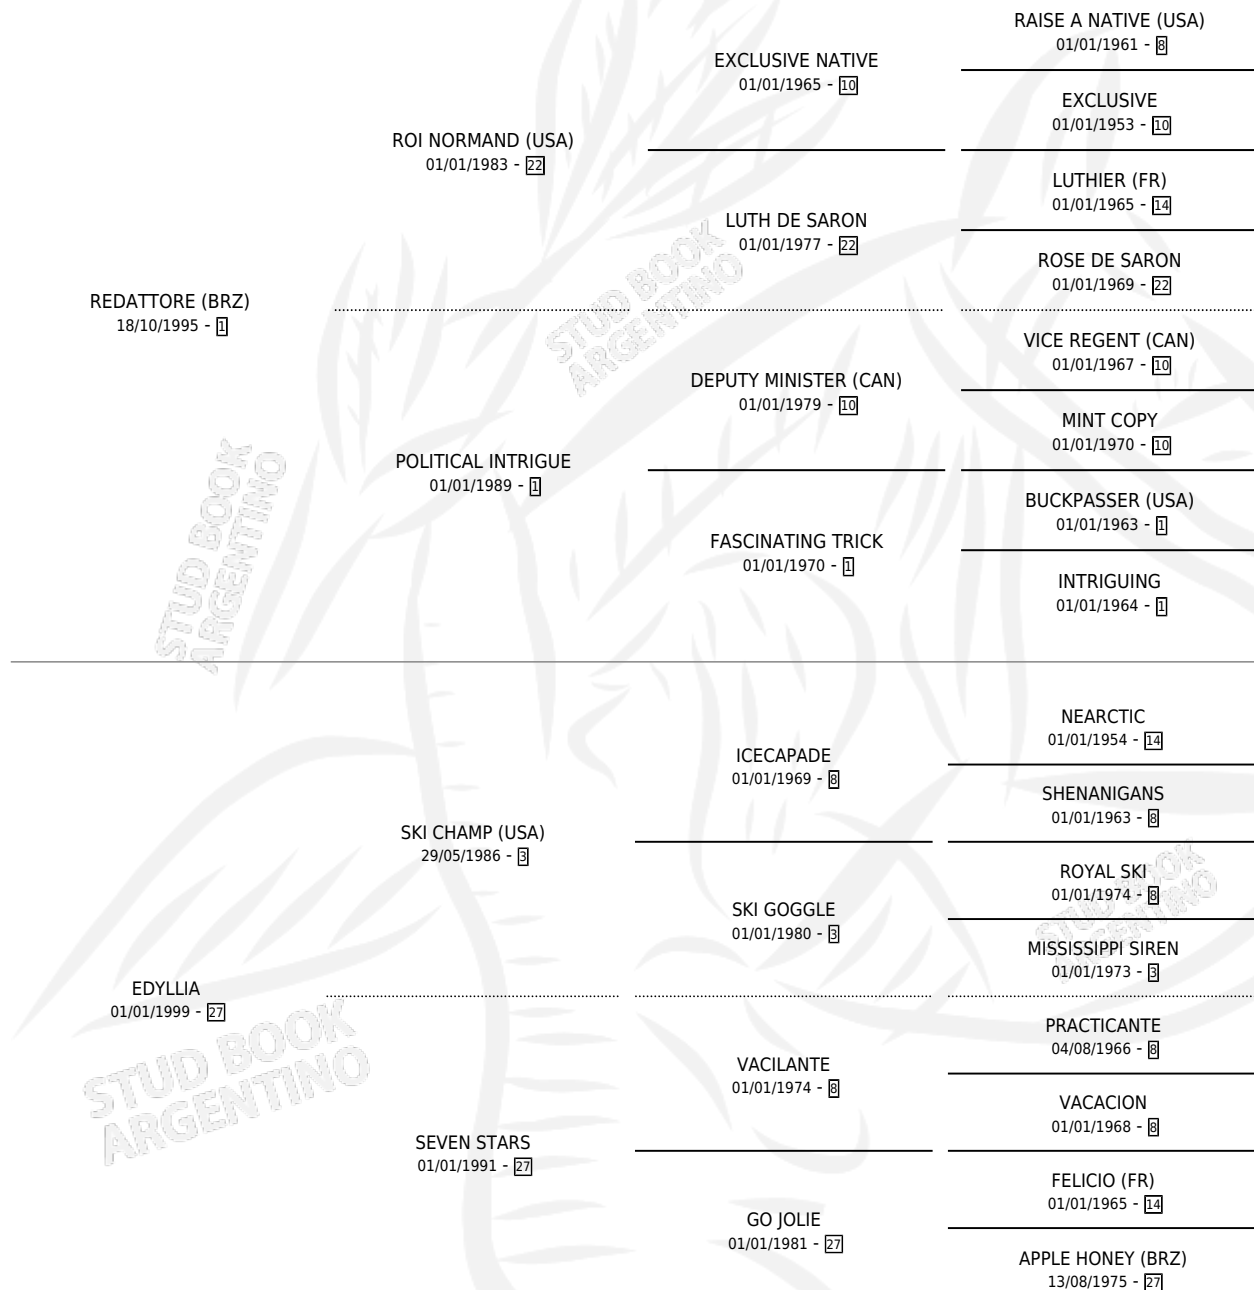 RAISE A NATIVE (USA)
01/01/1961 - 8
EXCLUSIVE NATIVE
01/01/1965 - 10
EXCLUSIVE
01/01/1953 - 10
ROI NORMAND (USA)
01/01/1983 - 22
LUTHIER (FR)
01/01/1965 - 14
LUTH DE SARON
01/01/1977 - 22
ROSE DE SARON
01/01/1969 - 22
REDATTORE (BRZ)
18/10/1995 - 1
VICE REGENT (CAN)
01/01/1967 - 10
DEPUTY MINISTER (CAN)
01/01/1979 - 10
MINT COPY
01/01/1970 - 10
POLITICAL INTRIGUE
01/01/1989 - 1
BUCKPASSER (USA)
01/01/1963 - 1
FASCINATING TRICK
01/01/1970 - 1
INTRIGUING
01/01/1964 - 1
NEARCTIC
01/01/1954 - 14
ICECAPADE
01/01/1969 - 8
SHENANIGANS
01/01/1963 - 8
SKI CHAMP (USA)
29/05/1986 - 3
ROYAL SKI
01/01/1974 - 8
SKI GOGGLE
01/01/1980 - 3
MISSISSIPPI SIREN
01/01/1973 - 3
EDYLLIA
01/01/1999 - 27
PRACTICANTE
04/08/1966 - 8
VACILANTE
01/01/1974 - 8
VACACION
01/01/1968 - 8
SEVEN STARS
01/01/1991 - 27
FELICIO (FR)
01/01/1965 - 14
GO JOLIE
01/01/1981 - 27
APPLE HONEY (BRZ)
13/08/1975 - 27
STUD BOOK
ARGENTINO
STUD BOOK
ARGENTINO
STUD BOOK
ARGENTINO
STUD BOOK
ARGENTINO